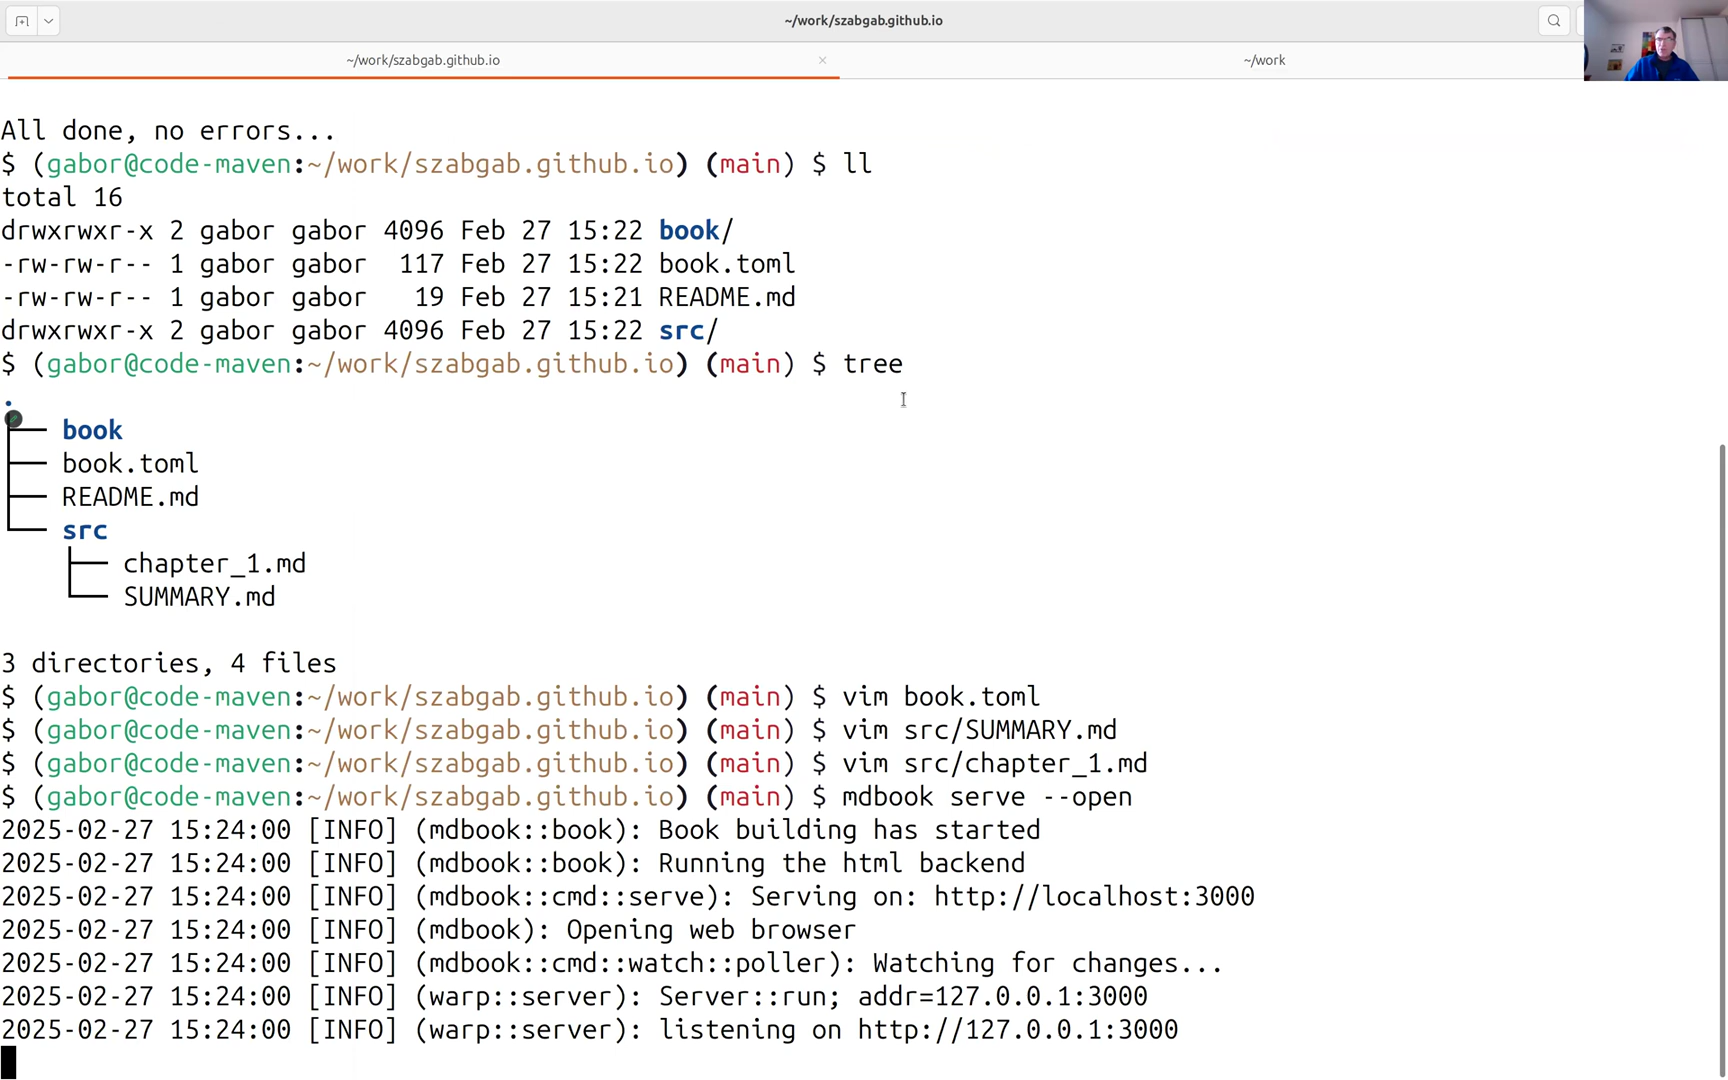 ~/work/szabgab.github.io
~/work/szabgab.github.io
~/work
All done, no errors...
$ (gabor@code-maven:~/work/szabgab.github.io) (main) $ ll
total 16
drwxrwxr-x 2 gabor gabor 4096 Feb 27 15:22 book/
-rw-rw-r-- 1 gabor gabor  117 Feb 27 15:22 book.toml
-rw-rw-r-- 1 gabor gabor   19 Feb 27 15:21 README.md
drwxrwxr-x 2 gabor gabor 4096 Feb 27 15:22 src/
$ (gabor@code-maven:~/work/szabgab.github.io) (main) $ tree
.
├── book
├── book.toml
├── README.md
└── src
    ├── chapter_1.md
    └── SUMMARY.md
3 directories, 4 files
$ (gabor@code-maven:~/work/szabgab.github.io) (main) $ vim book.toml
$ (gabor@code-maven:~/work/szabgab.github.io) (main) $ vim src/SUMMARY.md
$ (gabor@code-maven:~/work/szabgab.github.io) (main) $ vim src/chapter_1.md
$ (gabor@code-maven:~/work/szabgab.github.io) (main) $ mdbook serve --open
2025-02-27 15:24:00 [INFO] (mdbook::book): Book building has started
2025-02-27 15:24:00 [INFO] (mdbook::book): Running the html backend
2025-02-27 15:24:00 [INFO] (mdbook::cmd::serve): Serving on: http://localhost:3000
2025-02-27 15:24:00 [INFO] (mdbook): Opening web browser
2025-02-27 15:24:00 [INFO] (mdbook::cmd::watch::poller): Watching for changes...
2025-02-27 15:24:00 [INFO] (warp::server): Server::run; addr=127.0.0.1:3000
2025-02-27 15:24:00 [INFO] (warp::server): listening on http://127.0.0.1:3000